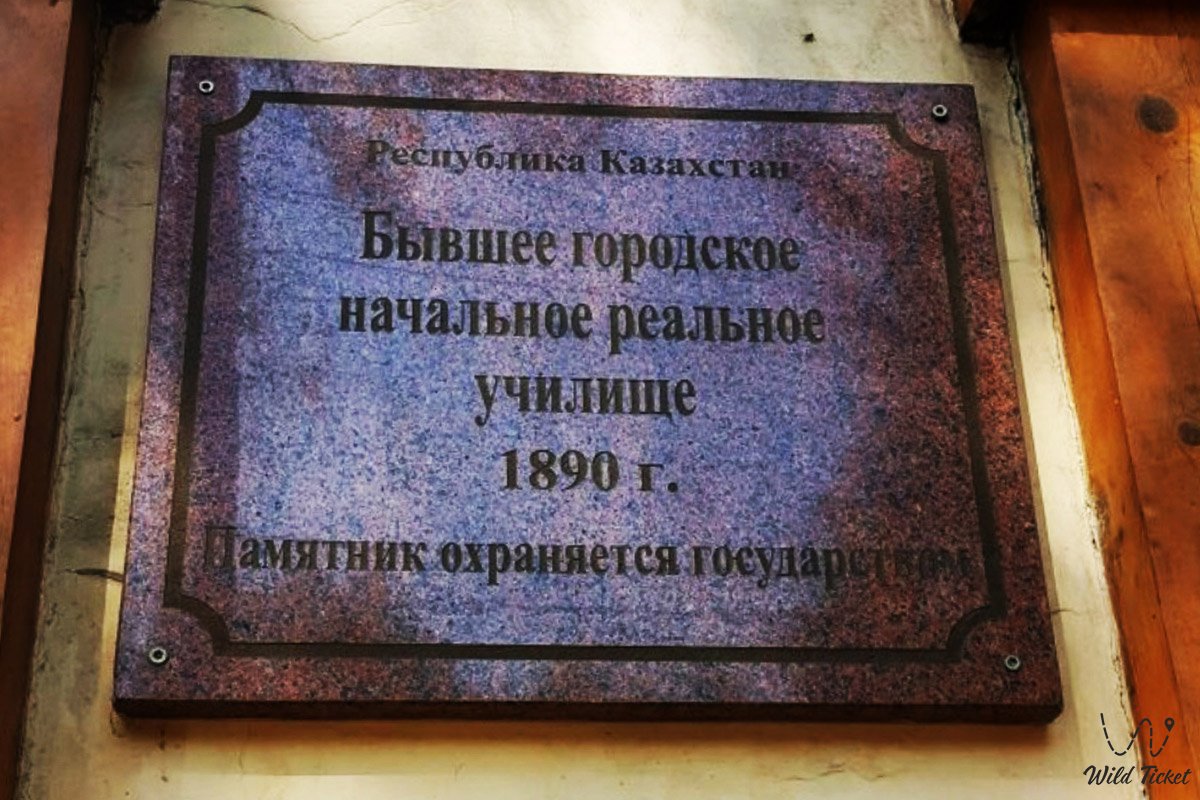 Республика Казахстан
Бывшее городское
начальное реальное
училище
1890 г.
Памятник охраняется государством
Wild Ticket